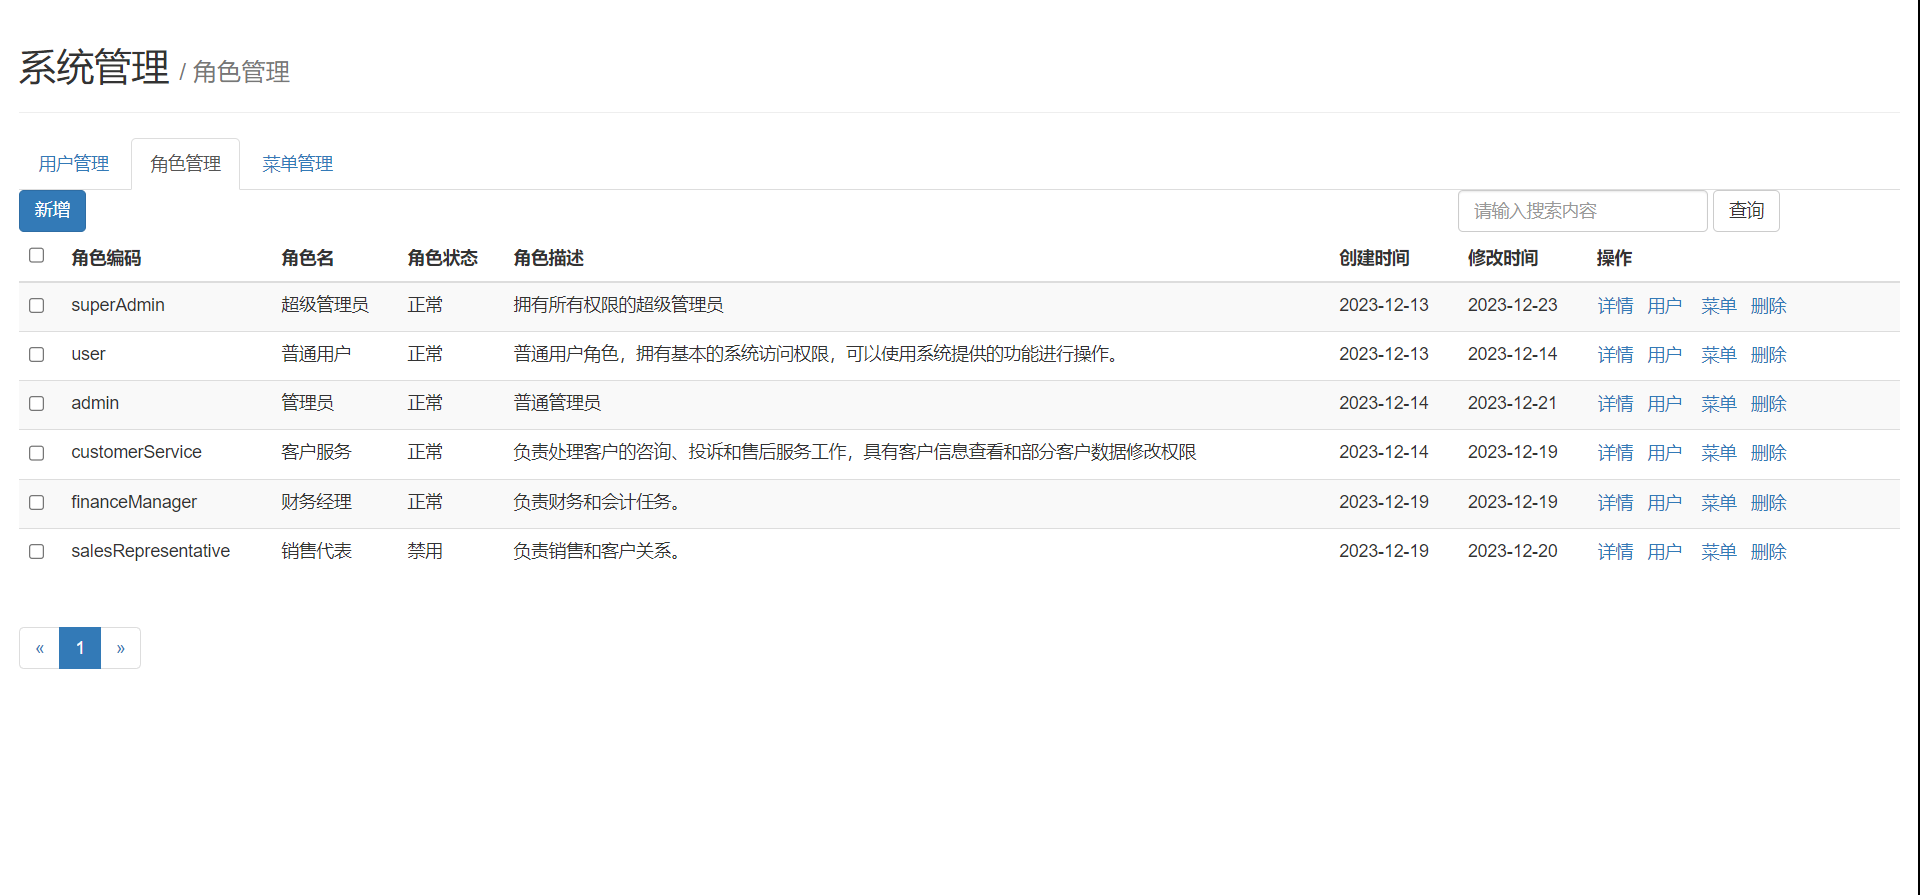 系统管理 / 角色管理
用户管理 角色管理 菜单管理
新增 请输入搜索内容 查询
角色编码 角色名 角色状态 角色描述 创建时间 修改时间 操作
superAdmin 超级管理员 正常 拥有所有权限的超级管理员 2023-12-13 2023-12-23 详情 用户 菜单 删除
user 普通用户 正常 普通用户角色，拥有基本的系统访问权限，可以使用系统提供的功能进行操作。 2023-12-13 2023-12-14 详情 用户 菜单 删除
admin 管理员 正常 普通管理员 2023-12-14 2023-12-21 详情 用户 菜单 删除
customerService 客户服务 正常 负责处理客户的咨询、投诉和售后服务工作，具有客户信息查看和部分客户数据修改权限 2023-12-14 2023-12-19 详情 用户 菜单 删除
financeManager 财务经理 正常 负责财务和会计任务。 2023-12-19 2023-12-19 详情 用户 菜单 删除
salesRepresentative 销售代表 禁用 负责销售和客户关系。 2023-12-19 2023-12-20 详情 用户 菜单 删除
« 1 »